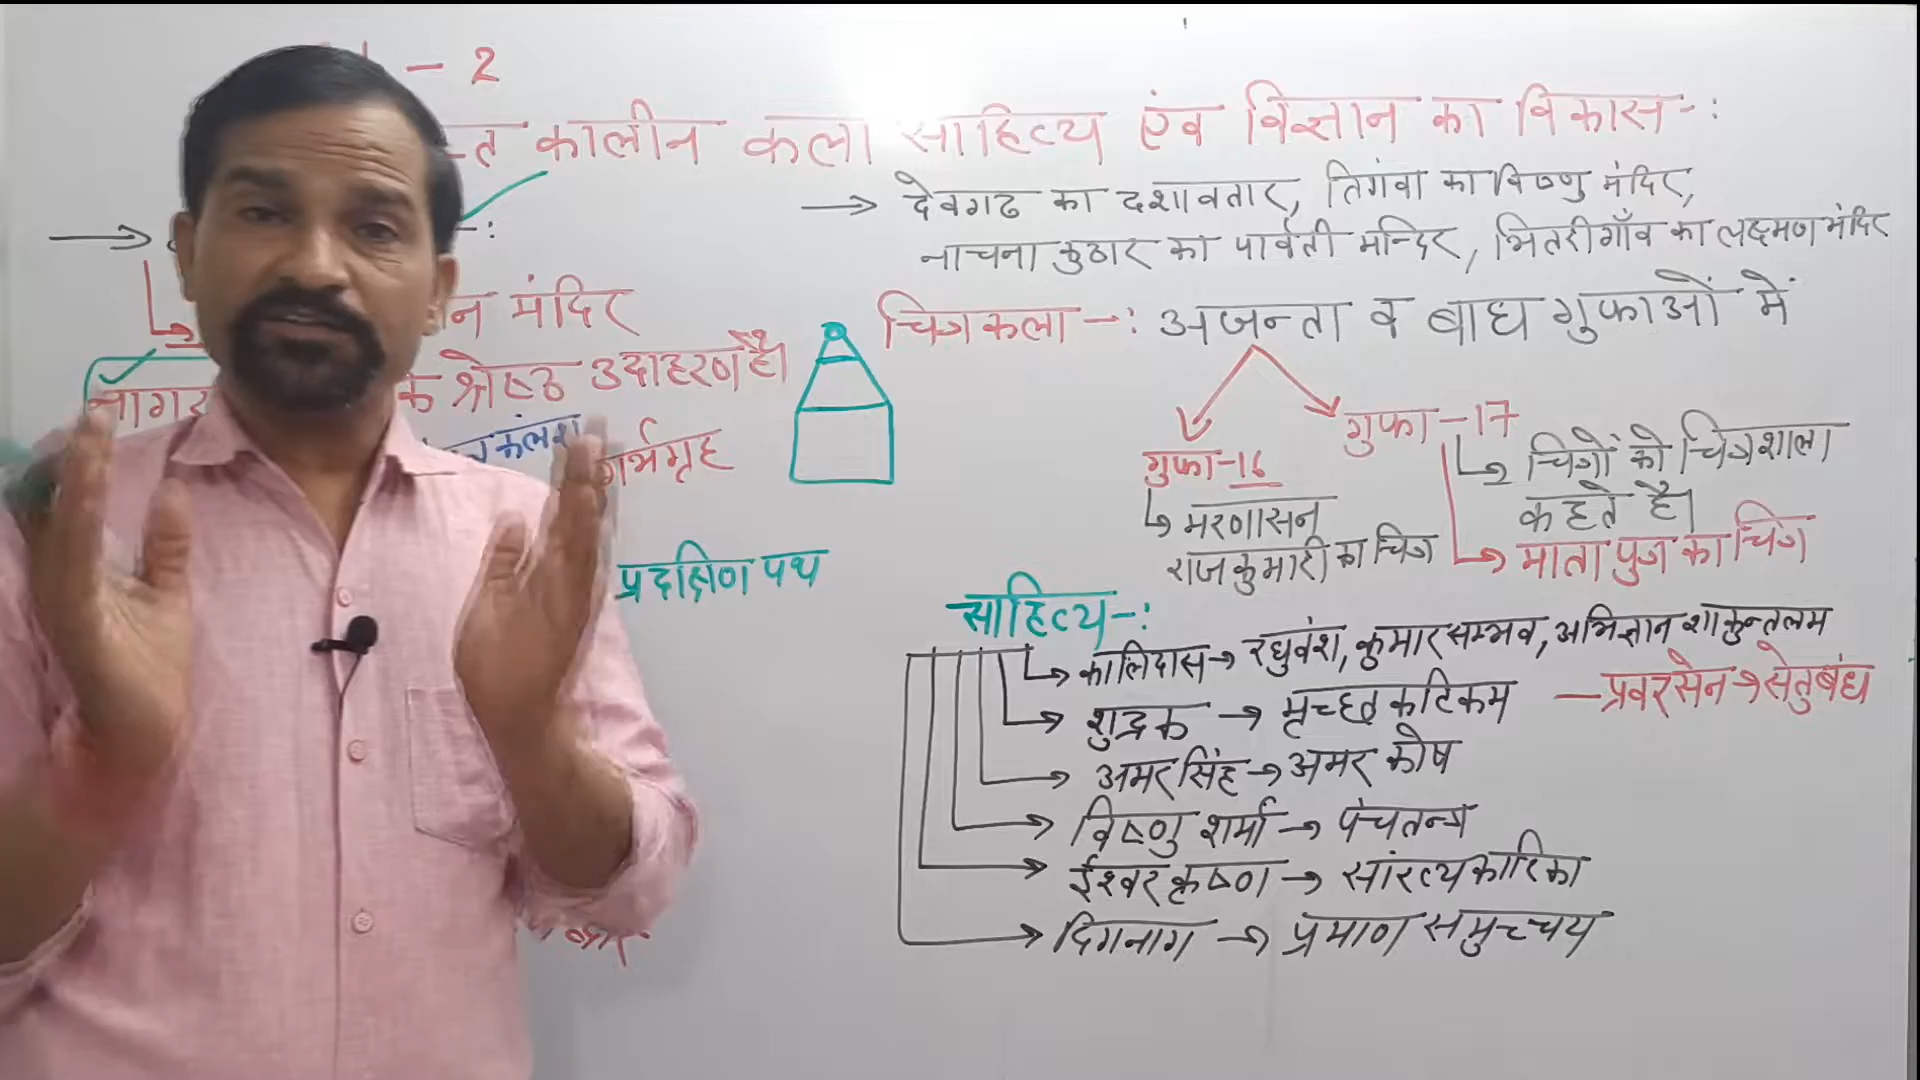 - 2
कालीन कला साहित्य एंव विज्ञान का विकास-:
→ देवगढ का दशावतार, तिगंवा का विष्णु मंदिर,
नाचना कुठार का पार्वती मन्दिर, भितरीगाँव का लक्ष्मण मंदिर
-:
मंदिर
नागर के श्रेष्ठ उदाहरण है।
कलश
गर्भगृह
प्रदक्षिण पथ
चित्रकला-: अजन्ता व बाघ गुफाओं में
गुफा-16
→ मरणासन
राजकुमारी का चित्र
गुफा-17
→ चित्रों को चित्रशाला
कहते है।
→ माता पुत्र का चित्र
साहित्य-:
→ कालिदास → रघुवंश, कुमारसम्भव, अभिज्ञान शाकुन्तलम
→ शुद्रक → मृच्छकटिकम
- प्रवरसेन → सेतुबंध
→ अमरसिंह → अमर कोष
→ विष्णु शर्मा → पंचतन्त्र
→ ईश्वर कृष्ण → सांख्यकारिका
→ दिगनाग → प्रमाण समुच्चय